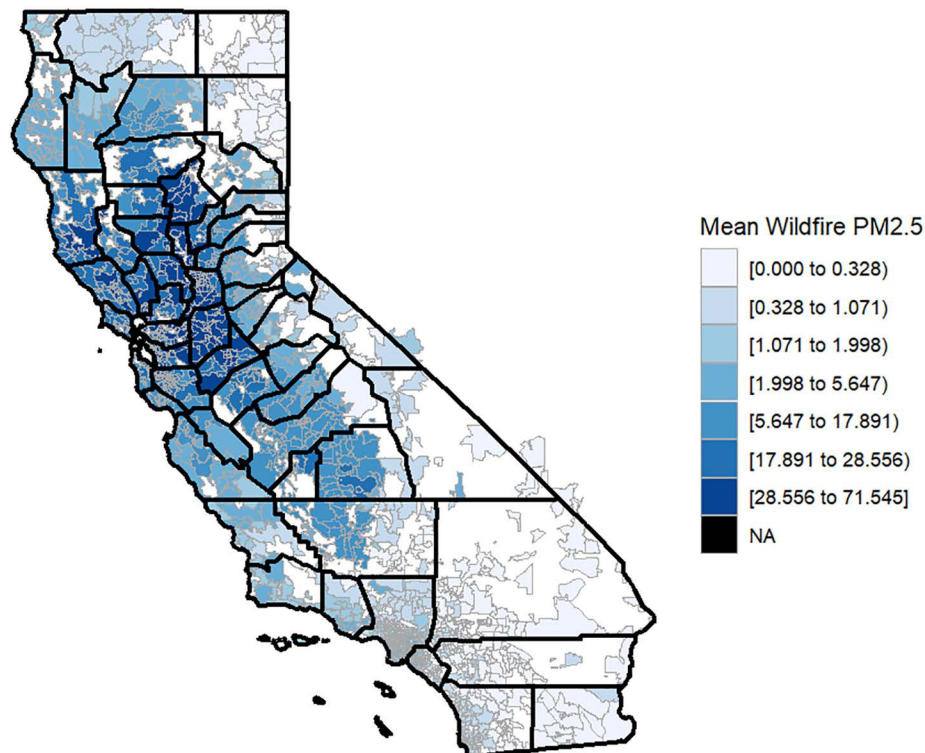 Mean Wildfire PM2.5
[0.000 to 0.328)
[0.328 to 1.071)
[1.071 to 1.998)
[1.998 to 5.647)
[5.647 to 17.891)
[17.891 to 28.556)
[28.556 to 71.545]
NA